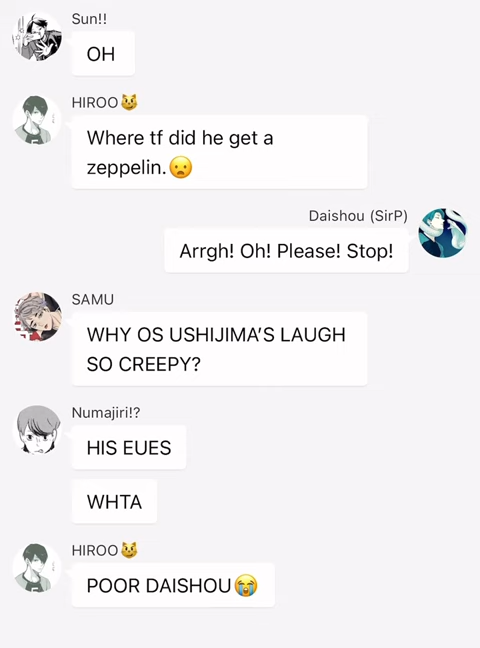 Sun!!
OH
HIROO😼
Where tf did he get a
zeppelin.😦
Daishou (SirP)
Arrgh! Oh! Please! Stop!
SAMU
WHY OS USHIJIMA'S LAUGH
SO CREEPY?
Numajiri!?
HIS EUES
WHTA
HIROO😼
POOR DAISHOU😭